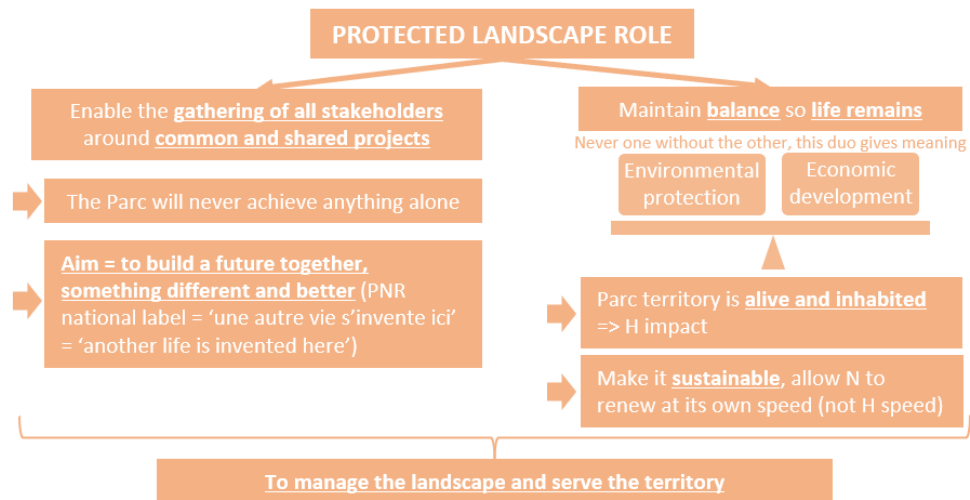 PROTECTED LANDSCAPE ROLE
Enable the gathering of all stakeholders
around common and shared projects
The Parc will never achieve anything alone
Aim = to build a future together,
something different and better (PNR
national label = ‘une autre vie s’invente ici’
= ‘another life is invented here’)
Maintain balance so life remains
Never one without the other, this duo gives meaning
Environmental
protection
Economic
development
Parc territory is alive and inhabited
=> H impact
Make it sustainable, allow N to
renew at its own speed (not H speed)
To manage the landscape and serve the territory